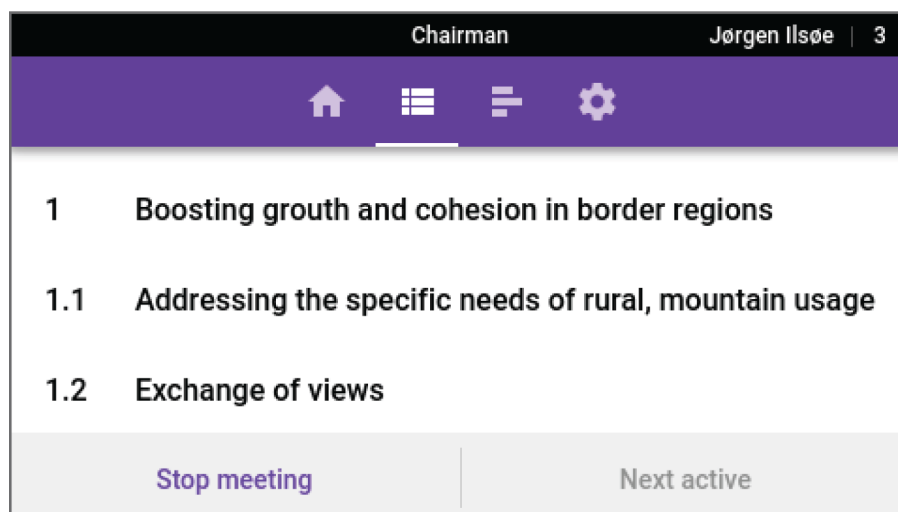 Chairman Jørgen Ilsøe | 3
1 Boosting grouth and cohesion in border regions
1.1 Addressing the specific needs of rural, mountain usage
1.2 Exchange of views
Stop meeting Next active